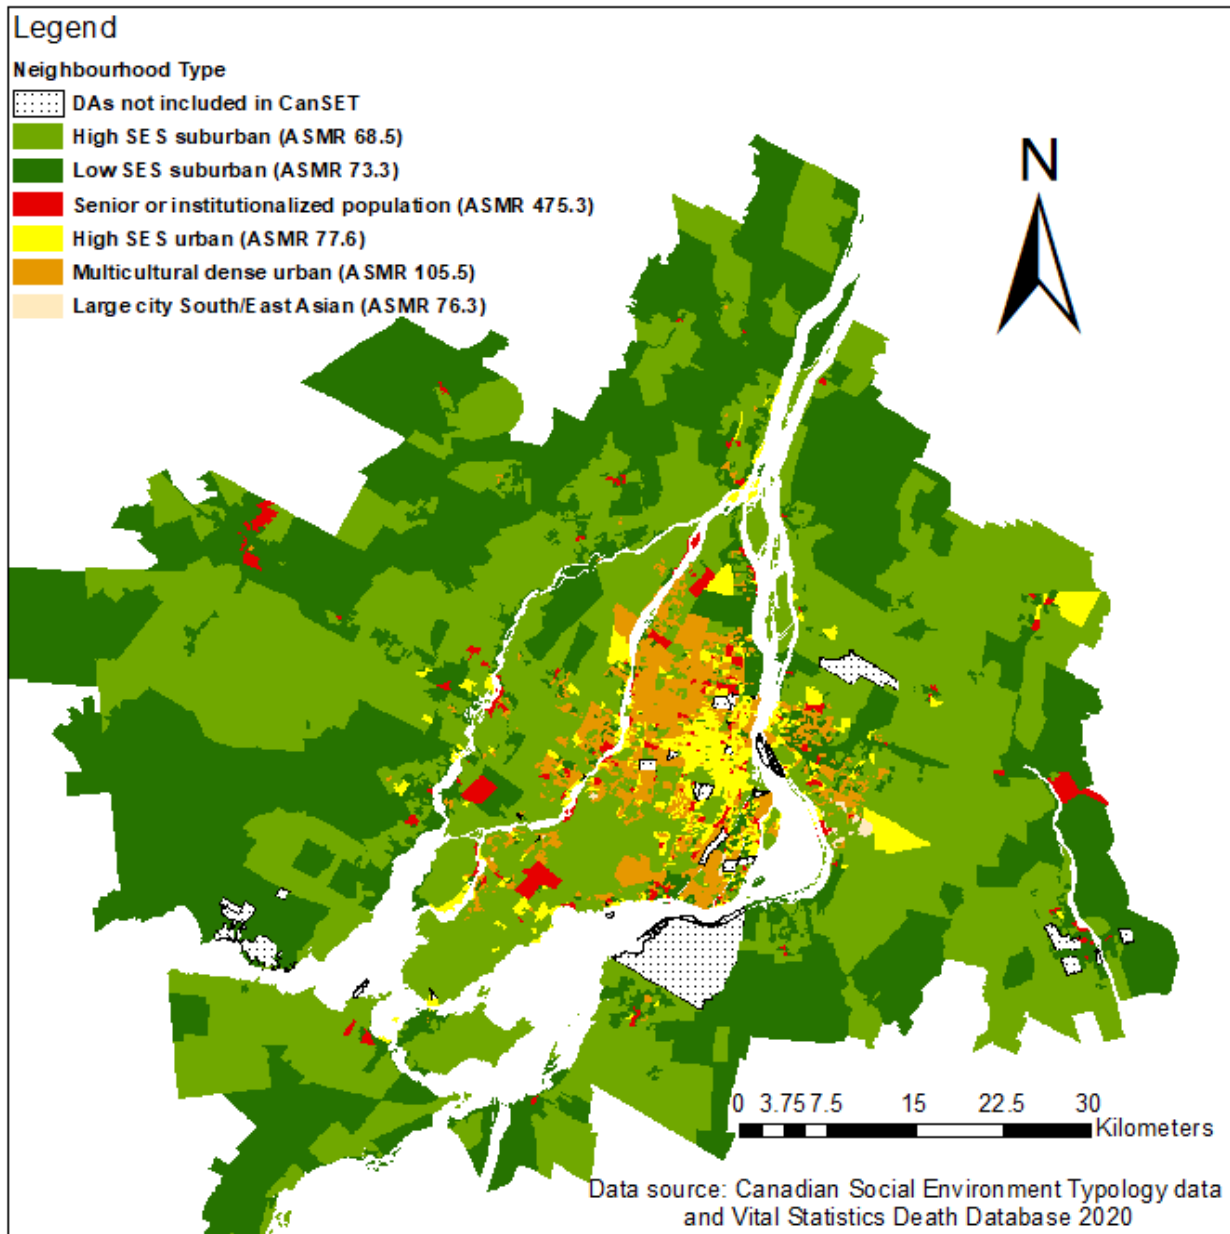 Legend
Neighbourhood Type
DAs not included in CanSET
High SES suburban (ASMR 68.5)
Low SES suburban (ASMR 73.3)
Senior or institutionalized population (ASMR 475.3)
High SES urban (ASMR 77.6)
Multicultural dense urban (ASMR 105.5)
Large city South/East Asian (ASMR 76.3)
N
0 3.75 7.5 15 22.5 30
Kilometers
Data source: Canadian Social Environment Typology data
and Vital Statistics Death Database 2020